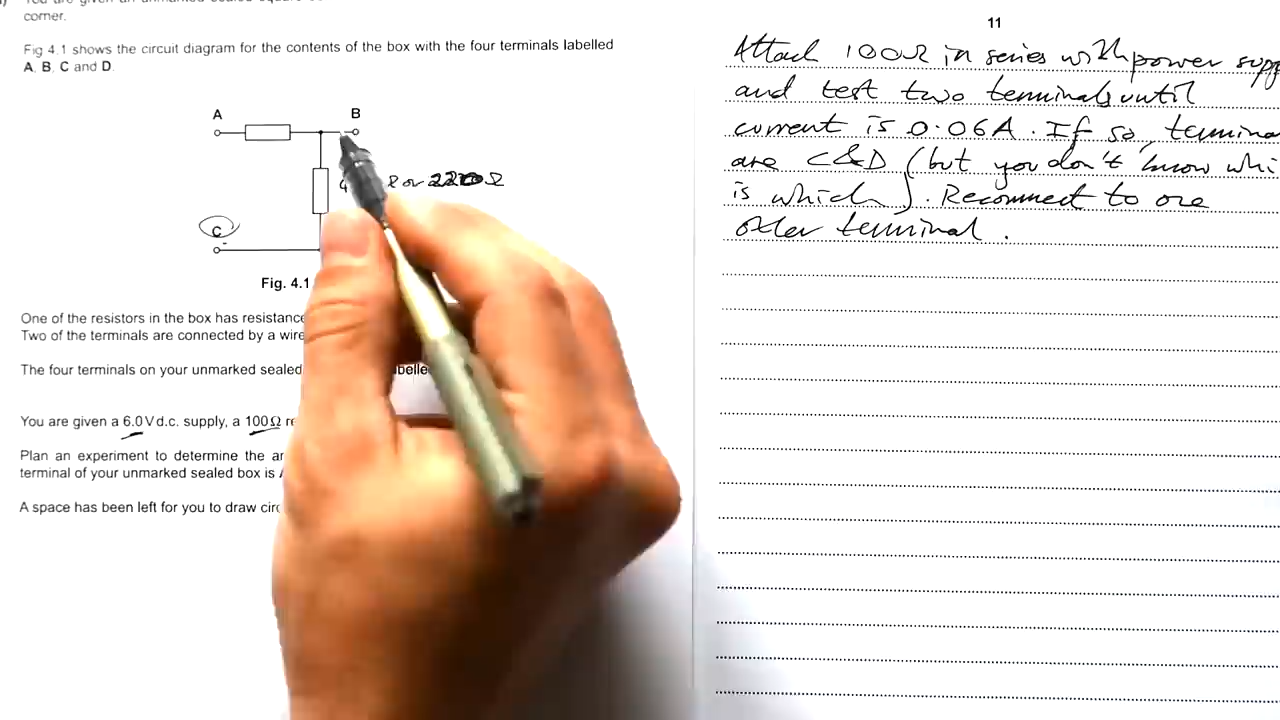 corner.
Fig 4.1 shows the circuit diagram for the contents of the box with the four terminals labelled
A, B, C and D.
A
B
Ω or 220Ω
C
Fig. 4.1
One of the resistors in the box has resistance
Two of the terminals are connected by a wire
The four terminals on your unmarked sealed
You are given a 6.0 V d.c. supply, a 100 Ω
Plan an experiment to determine the
terminal of your unmarked sealed box is
A space has been left for you to draw
11
Attach 100Ω in series with power
and test two terminals until
current is 0.06A. If so,
are C&D (but you don't know
is which). Reconnect to one
other terminal.